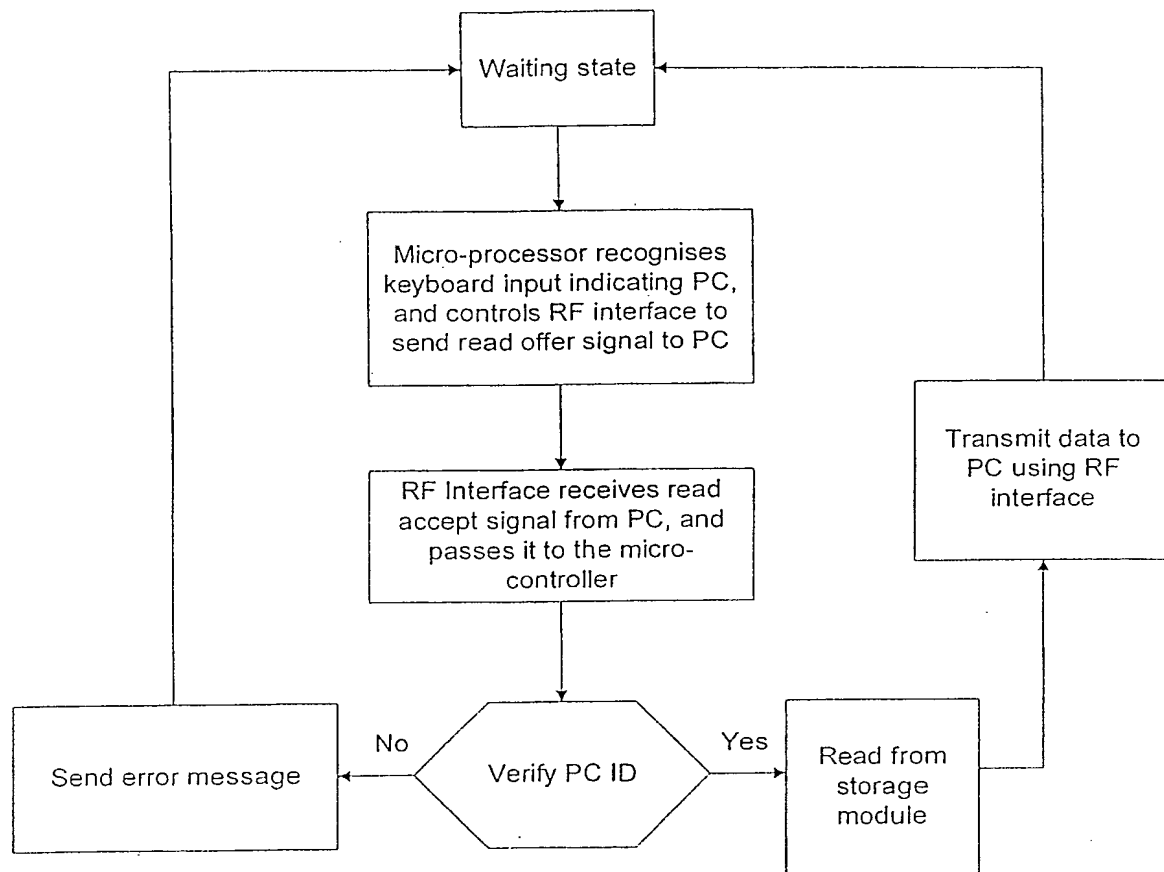 Waiting state
Micro-processor recognises
keyboard input indicating PC,
and controls RF interface to
send read offer signal to PC
RF Interface receives read
accept signal from PC, and
passes it to the micro-
controller
Transmit data to
PC using RF
interface
No
Verify PC ID
Yes
Send error message
Read from
storage
module